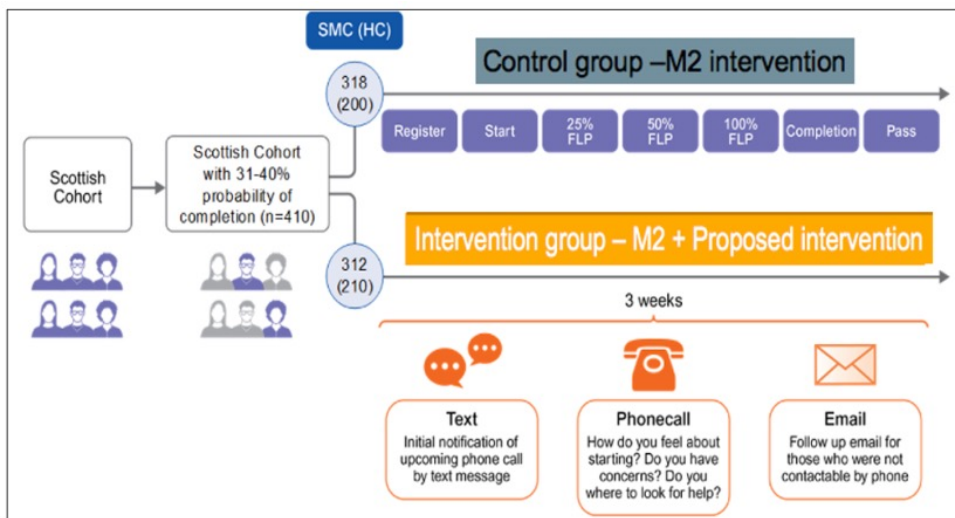 SMC (HC)
Control group –M2 intervention
318
(200)
Register
Start
25%
FLP
50%
FLP
100%
FLP
Completion
Pass
Scottish
Cohort
Scottish Cohort
with 31-40%
probability of
completion (n=410)
Intervention group – M2 + Proposed intervention
312
(210)
3 weeks
Text
Initial notification of
upcoming phone call
by text message
Phonecall
How do you feel about
starting? Do you have
concerns? Do you
where to look for help?
Email
Follow up email for
those who were not
contactable by phone